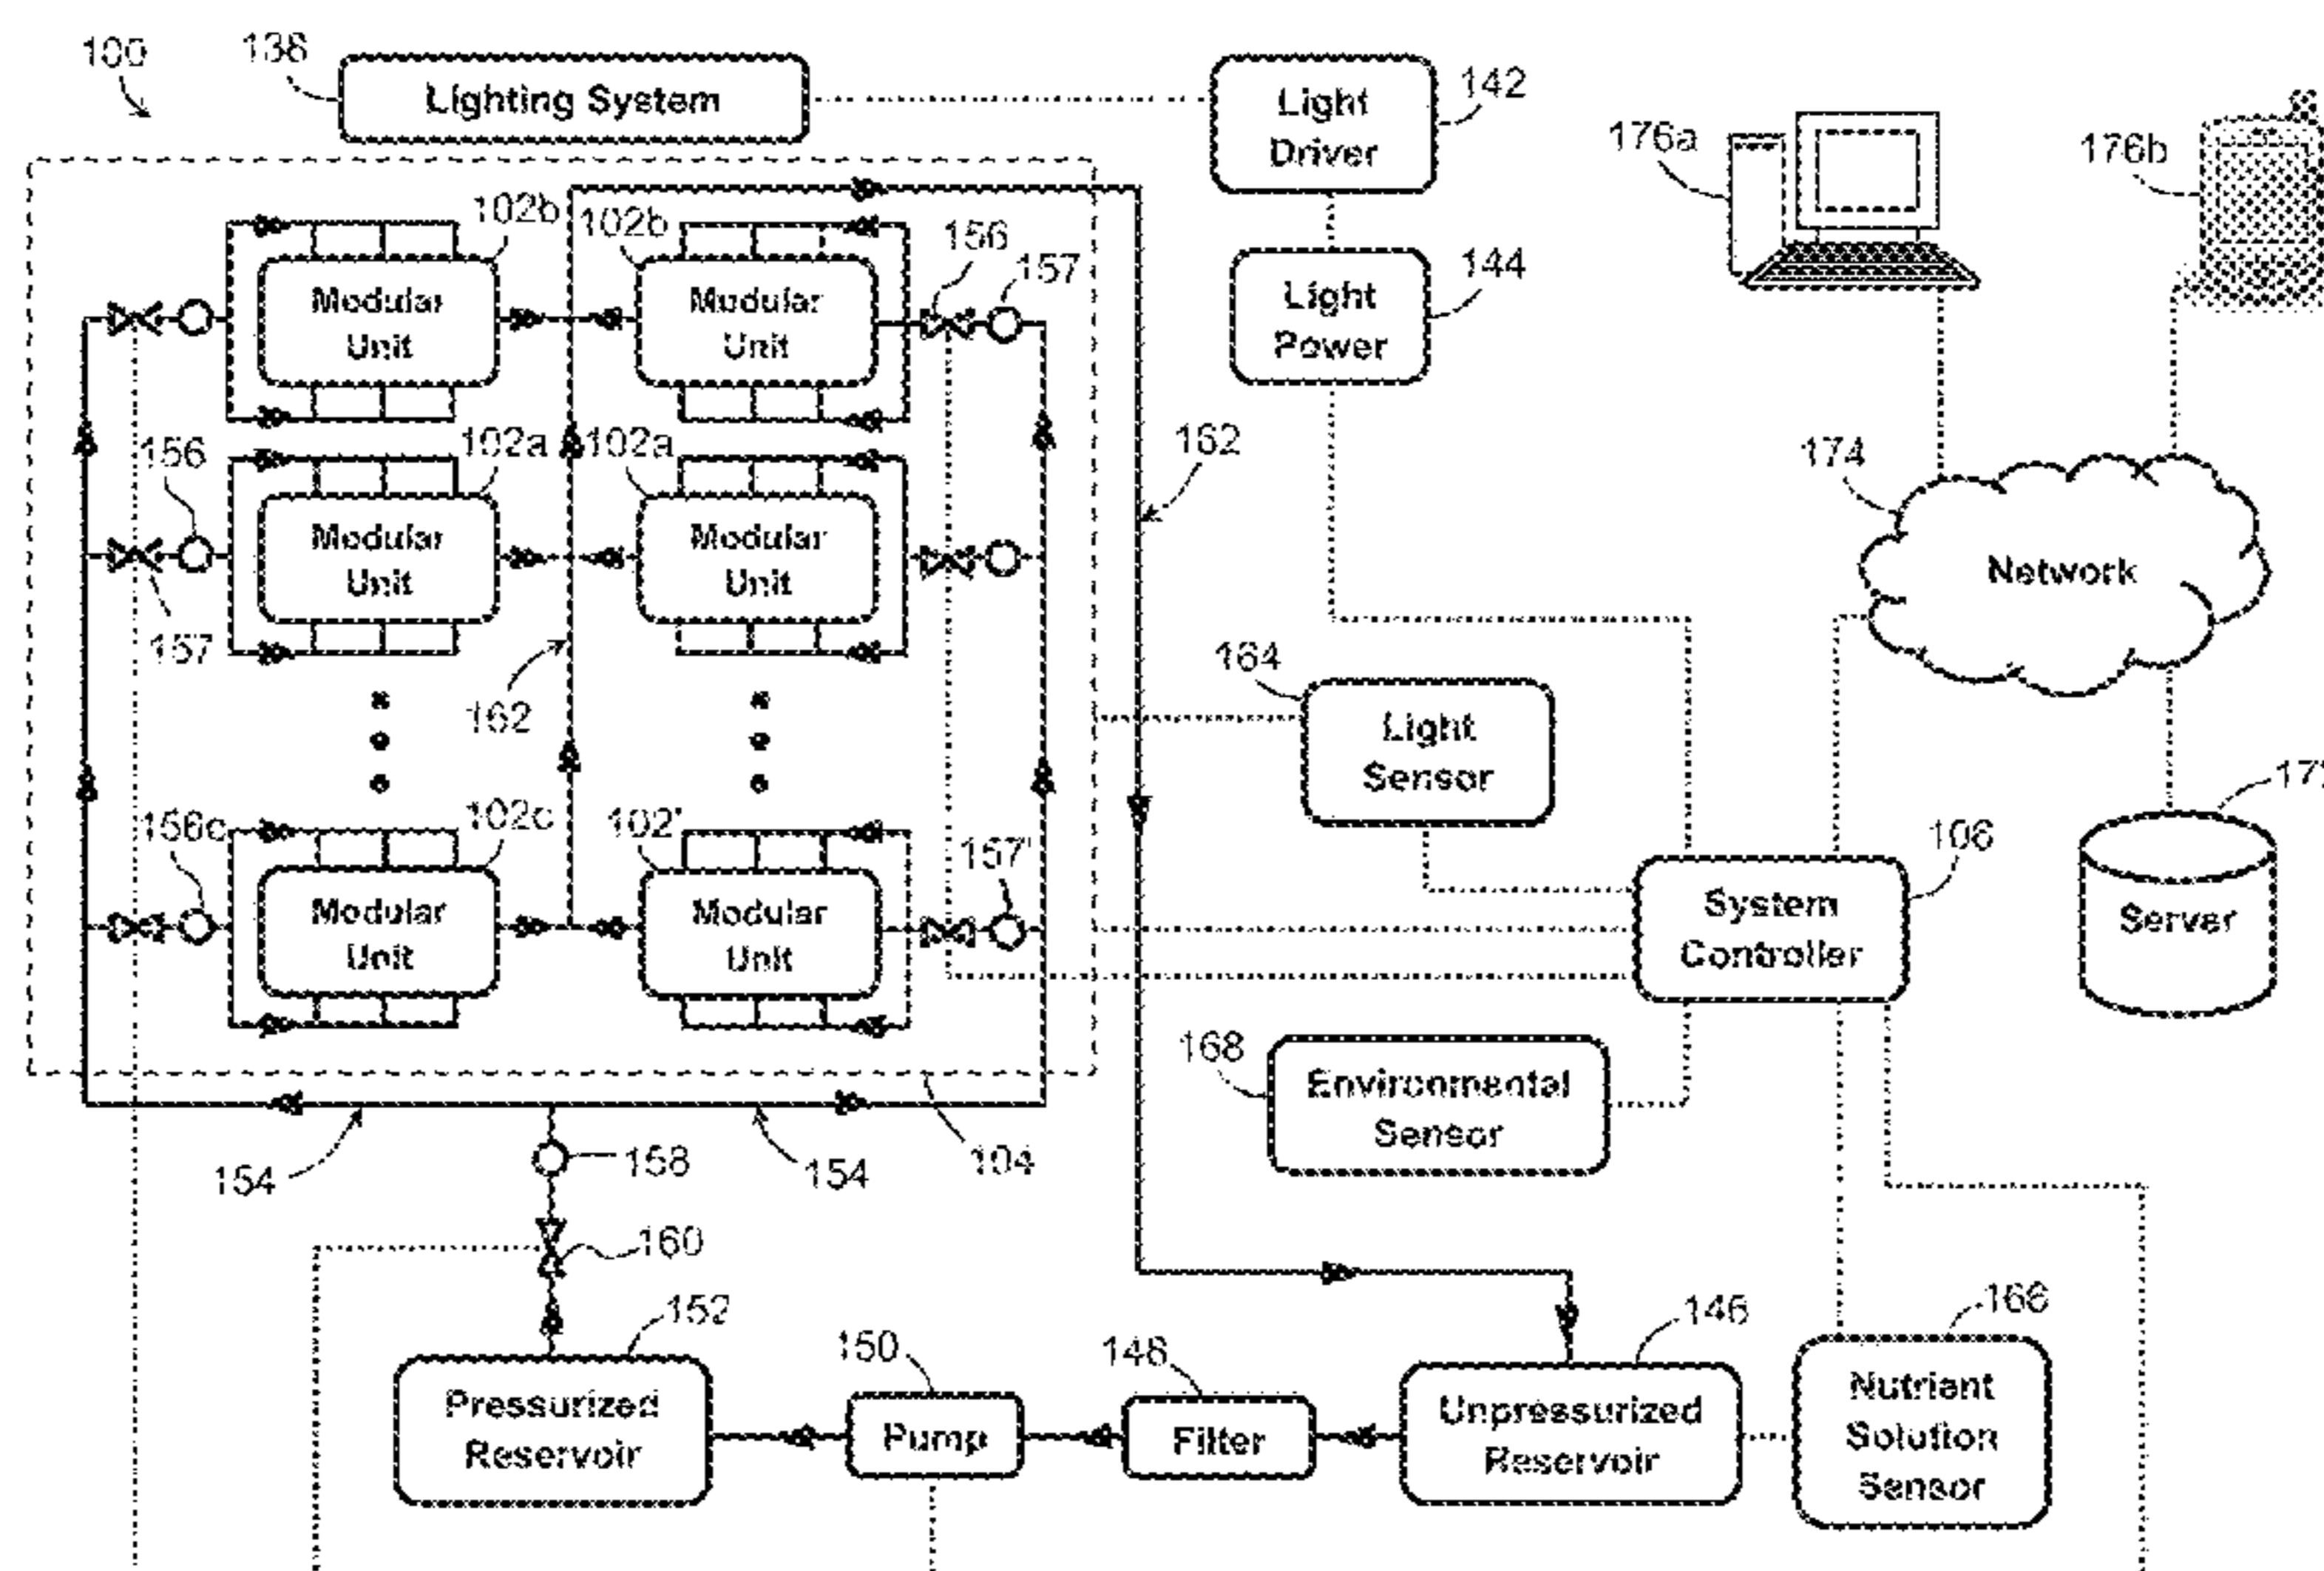 100
138
Lighting System
Light
Driver
142
176a
176b
102b
102b
156
157
Modular
Unit
Modular
Unit
Light
Power
144
156
102a
102a
162
174
Modular
Unit
Modular
Unit
Network
157
162
164
Light
Sensor
156c
102c
102'
157'
106
Modular
Unit
Modular
Unit
System
Controller
Server
168
Environmental
Sensor
154
158
154
104
160
152
150
148
146
166
Pressurized
Reservoir
Pump
Filter
Unpressurized
Reservoir
Nutrient
Solution
Sensor